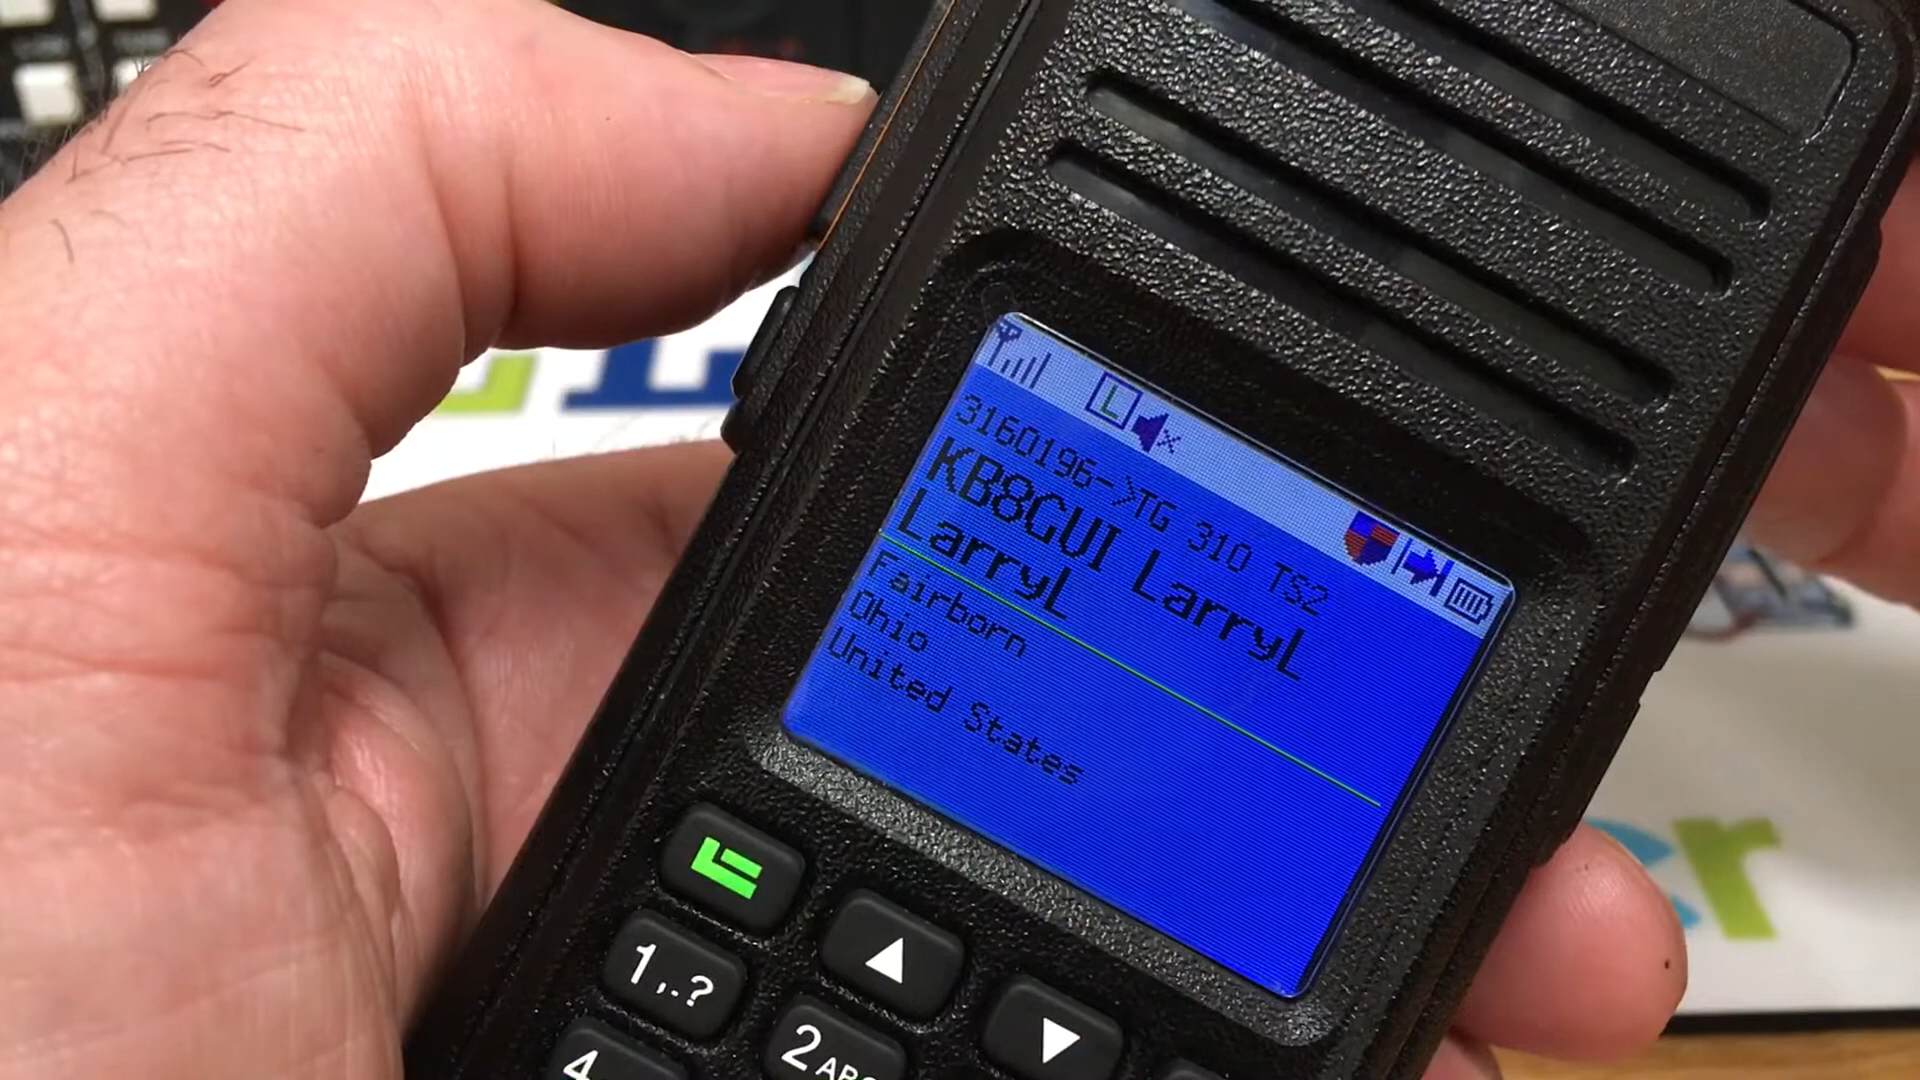 L
3160196->TG 310 TS2
KB8GUI LarryL
LarryL
Fairborn
Ohio
United States
1,.?
2ABC
4